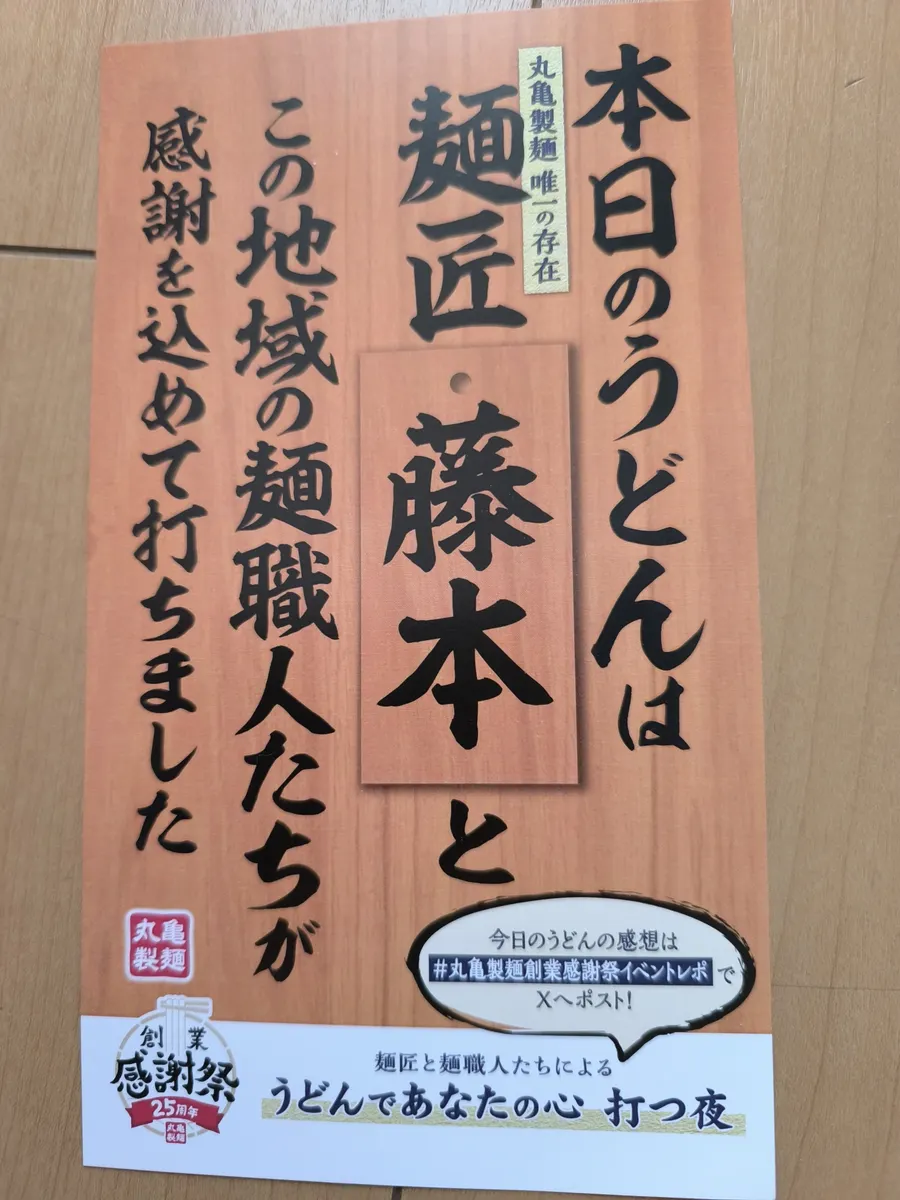 本日のうどんは
丸亀製麺 唯一の存在
麺匠
藤本
と
この地域の麺職人たちが
感謝を込めて打ちました
丸亀
製麺
今日のうどんの感想は
#丸亀製麺創業感謝祭イベントレポで
Xへポスト!
創業
感謝祭
25周年
丸亀
製麺
麺匠と麺職人たちによる
うどんであなたの心 打つ夜